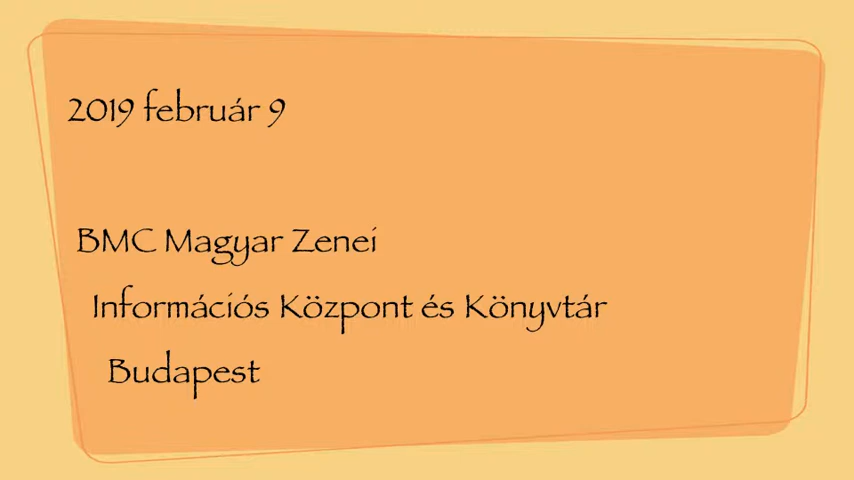 2019 február 9
BMC Magyar Zenei
Információs Központ és Könyvtár
Budapest